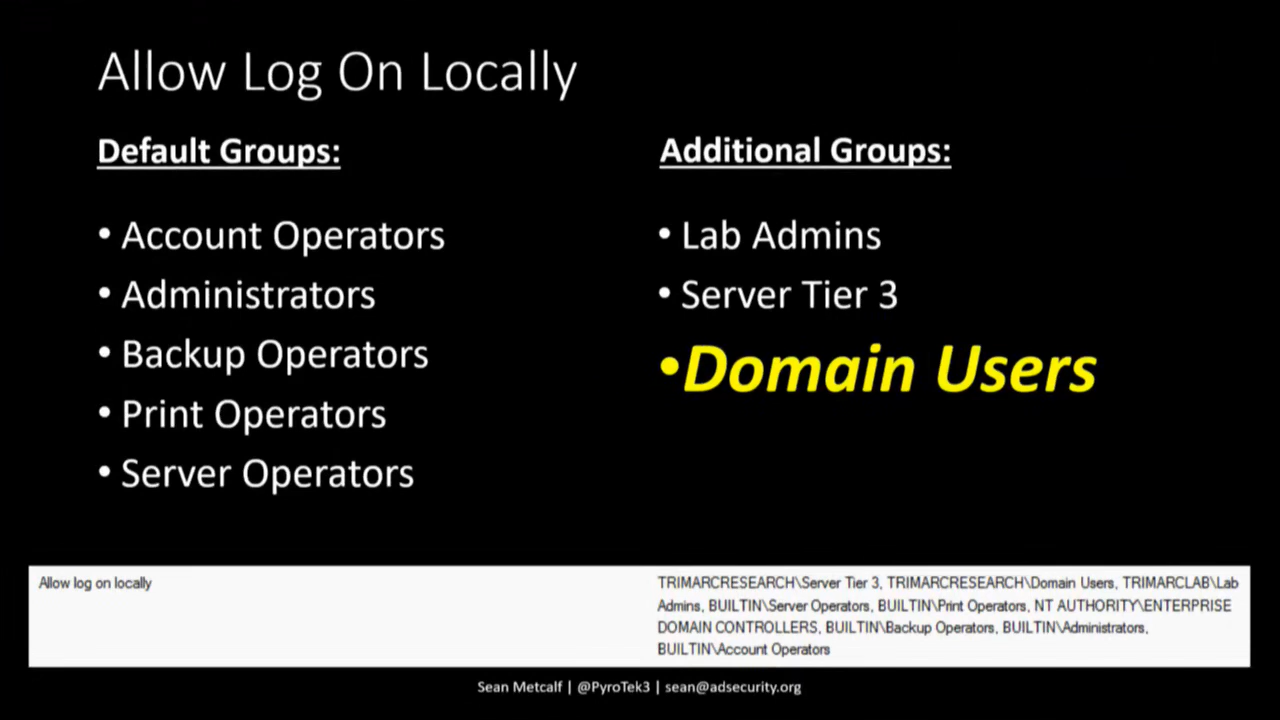 Allow Log On Locally
Default Groups:
• Account Operators
• Administrators
• Backup Operators
• Print Operators
• Server Operators
Additional Groups:
• Lab Admins
• Server Tier 3
•Domain Users
Allow log on locally
TRIMARCRESEARCH\Server Tier 3, TRIMARCRESEARCH\Domain Users, TRIMARCLAB\Lab
Admins, BUILTIN\Server Operators, BUILTIN\Print Operators, NT AUTHORITY\ENTERPRISE
DOMAIN CONTROLLERS, BUILTIN\Backup Operators, BUILTIN\Administrators,
BUILTIN\Account Operators
Sean Metcalf | @PyroTek3 | sean@adsecurity.org